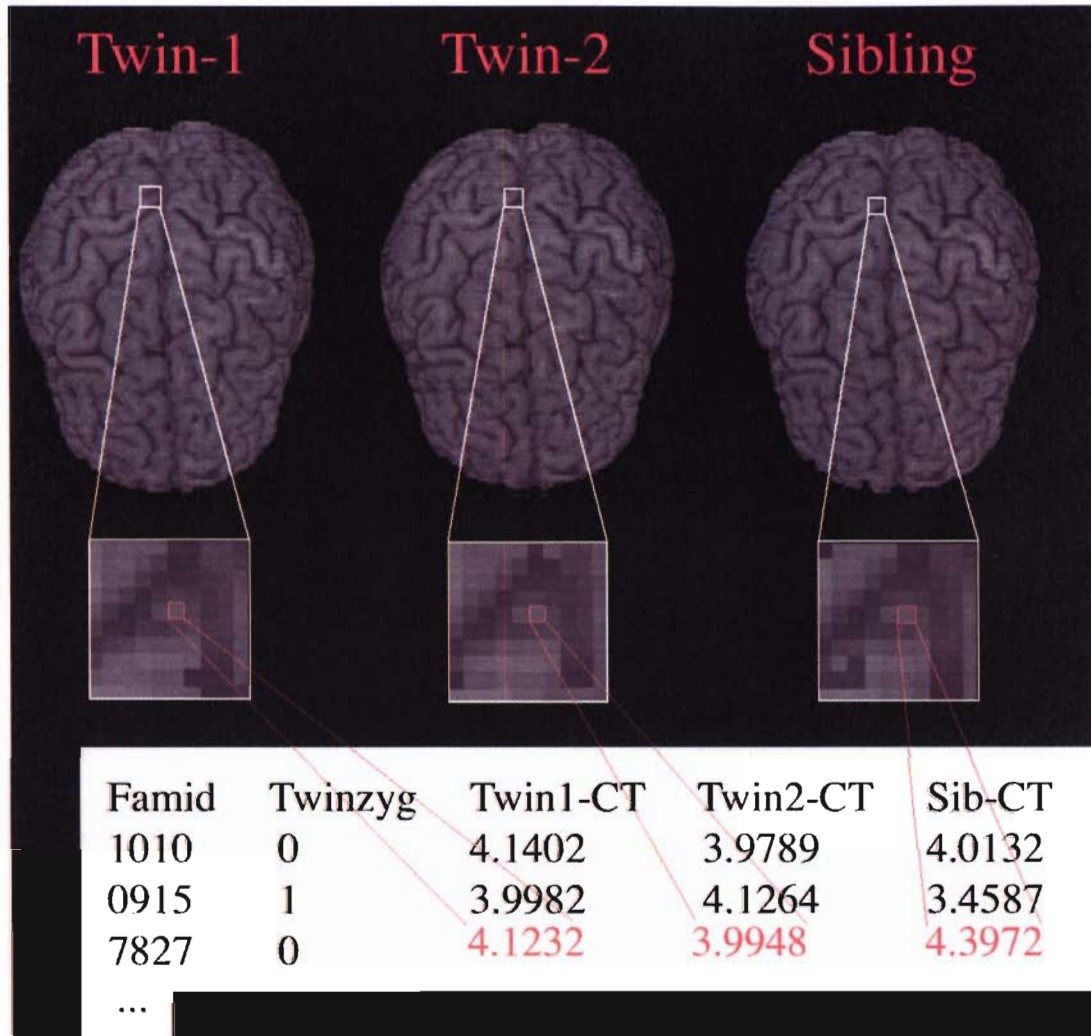 Twin-1 Twin-2 Sibling
Famid Twinzyg Twin1-CT Twin2-CT Sib-CT
1010 0 4.1402 3.9789 4.0132
0915 1 3.9982 4.1264 3.4587
7827 0 4.1232 3.9948 4.3972
...